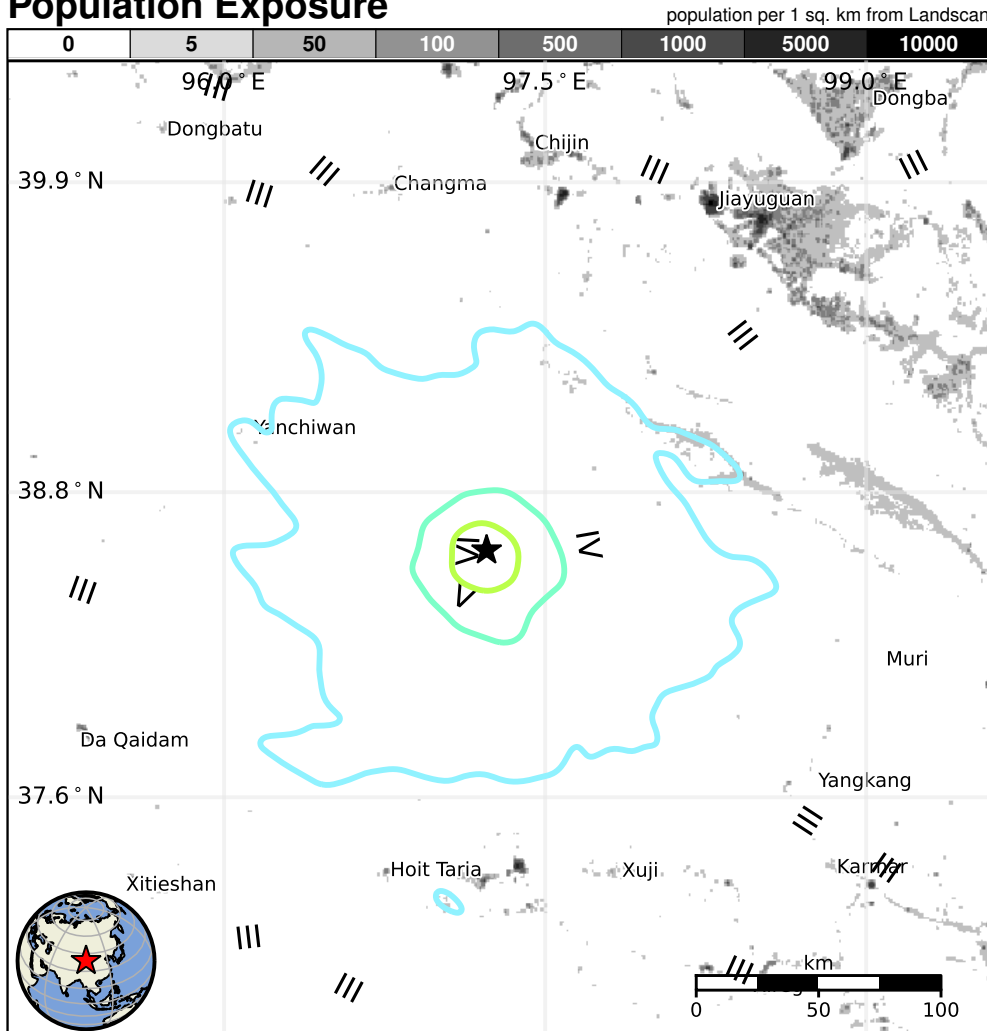 Population Exposure
population per 1 sq. km from Landscan
0 5 50 100 500 1000 5000 10000
96.0°E 97.5°E 99.0°E
Dongba
Dongbatu
Chijin
III
III
III
III
39.9°N
Changma
III
Jiayuguan
III
Yanchiwan
38.8°N
IV
VI
III
V
Muri
Da Qaidam
Yangkang
37.6°N
III
Hoit Taria
Xuji
Karmar
III
Xitieshan
III
km
III
III
0 50 100